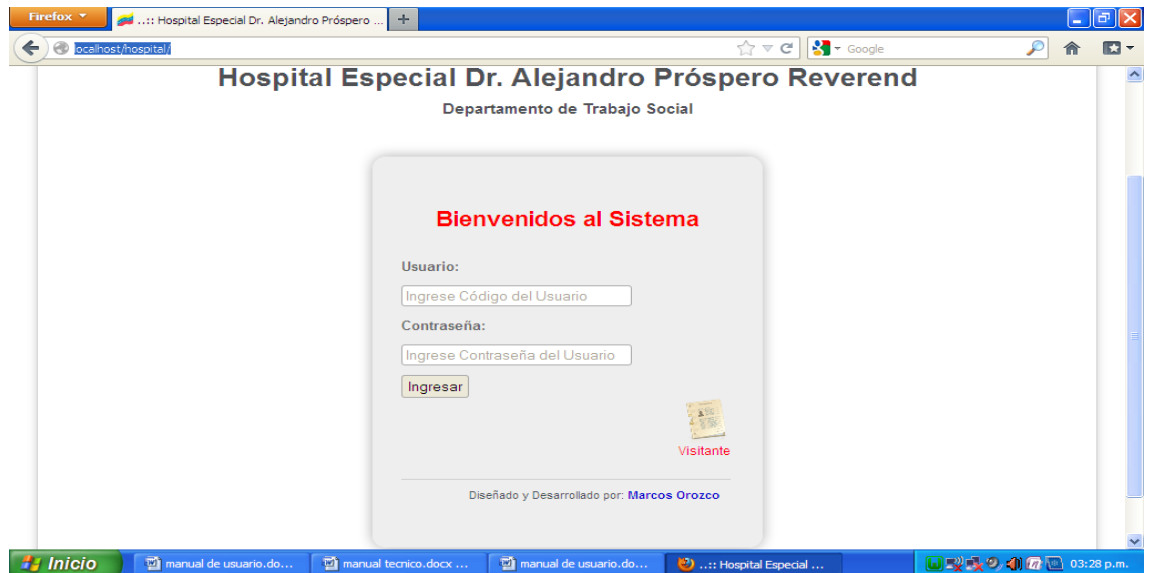 Firefox
..:: Hospital Especial Dr. Alejandro Próspero ...
ocalhost/hospital/
Google
Hospital Especial Dr. Alejandro Próspero Reverend
Departamento de Trabajo Social
Bienvenidos al Sistema
Usuario:
Ingrese Código del Usuario
Contraseña:
Ingrese Contraseña del Usuario
Ingresar
Visitante
Diseñado y Desarrollado por: Marcos Orozco
Inicio
manual de usuario.do...
manual tecnico.docx ...
manual de usuario.do...
..:: Hospital Especial ...
03:28 p.m.